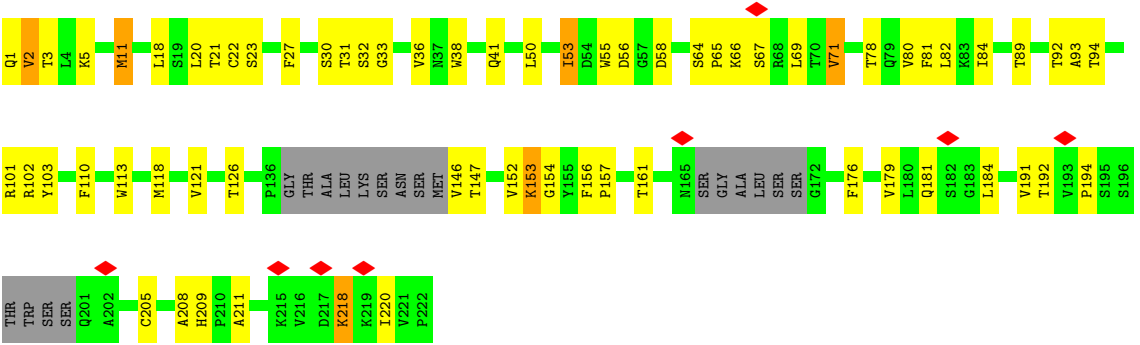 Q1 V2 T3 L4 K5 M11 L18 S19 L20 T21 C22 S23 F27 S30 T31 S32 G33 V36 N37 W38 Q41 L50 I53 D54 W55 D56 G57 D58 S64 P65 K66 S67 R68 L69 T70 V71 T78 Q79 V80 F81 L82 K83 I84 T89 T92 A93 T94
R101 R102 Y103 F110 W113 M118 V121 T126 P136 GLY THR ALA LEU LYS SER ASN SER MET V146 T147 V152 K153 G154 Y155 F156 P157 T161 N165 SER GLY ALA LEU SER SER G172 F176 V179 L180 Q181 S182 G183 L184 V191 T192 V193 P194 S195 S196
THR TRP SER SER Q201 A202 C205 A208 H209 P210 A211 K215 V216 D217 K218 K219 I220 V221 P222